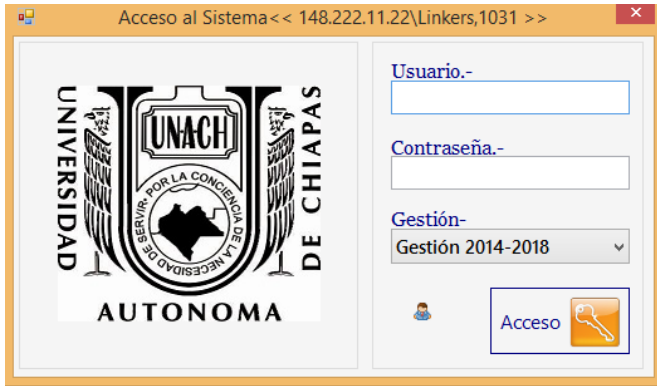 Acceso al Sistema<< 148.222.11.22\Linkers,1031 >>
UNIVERSIDAD
UNACH
POR LA CONCIENCIA DE LA NECESIDAD DE SERVIR
DE CHIAPAS
AUTONOMA
Usuario.-
Contraseña.-
Gestión-
Gestión 2014-2018
Acceso